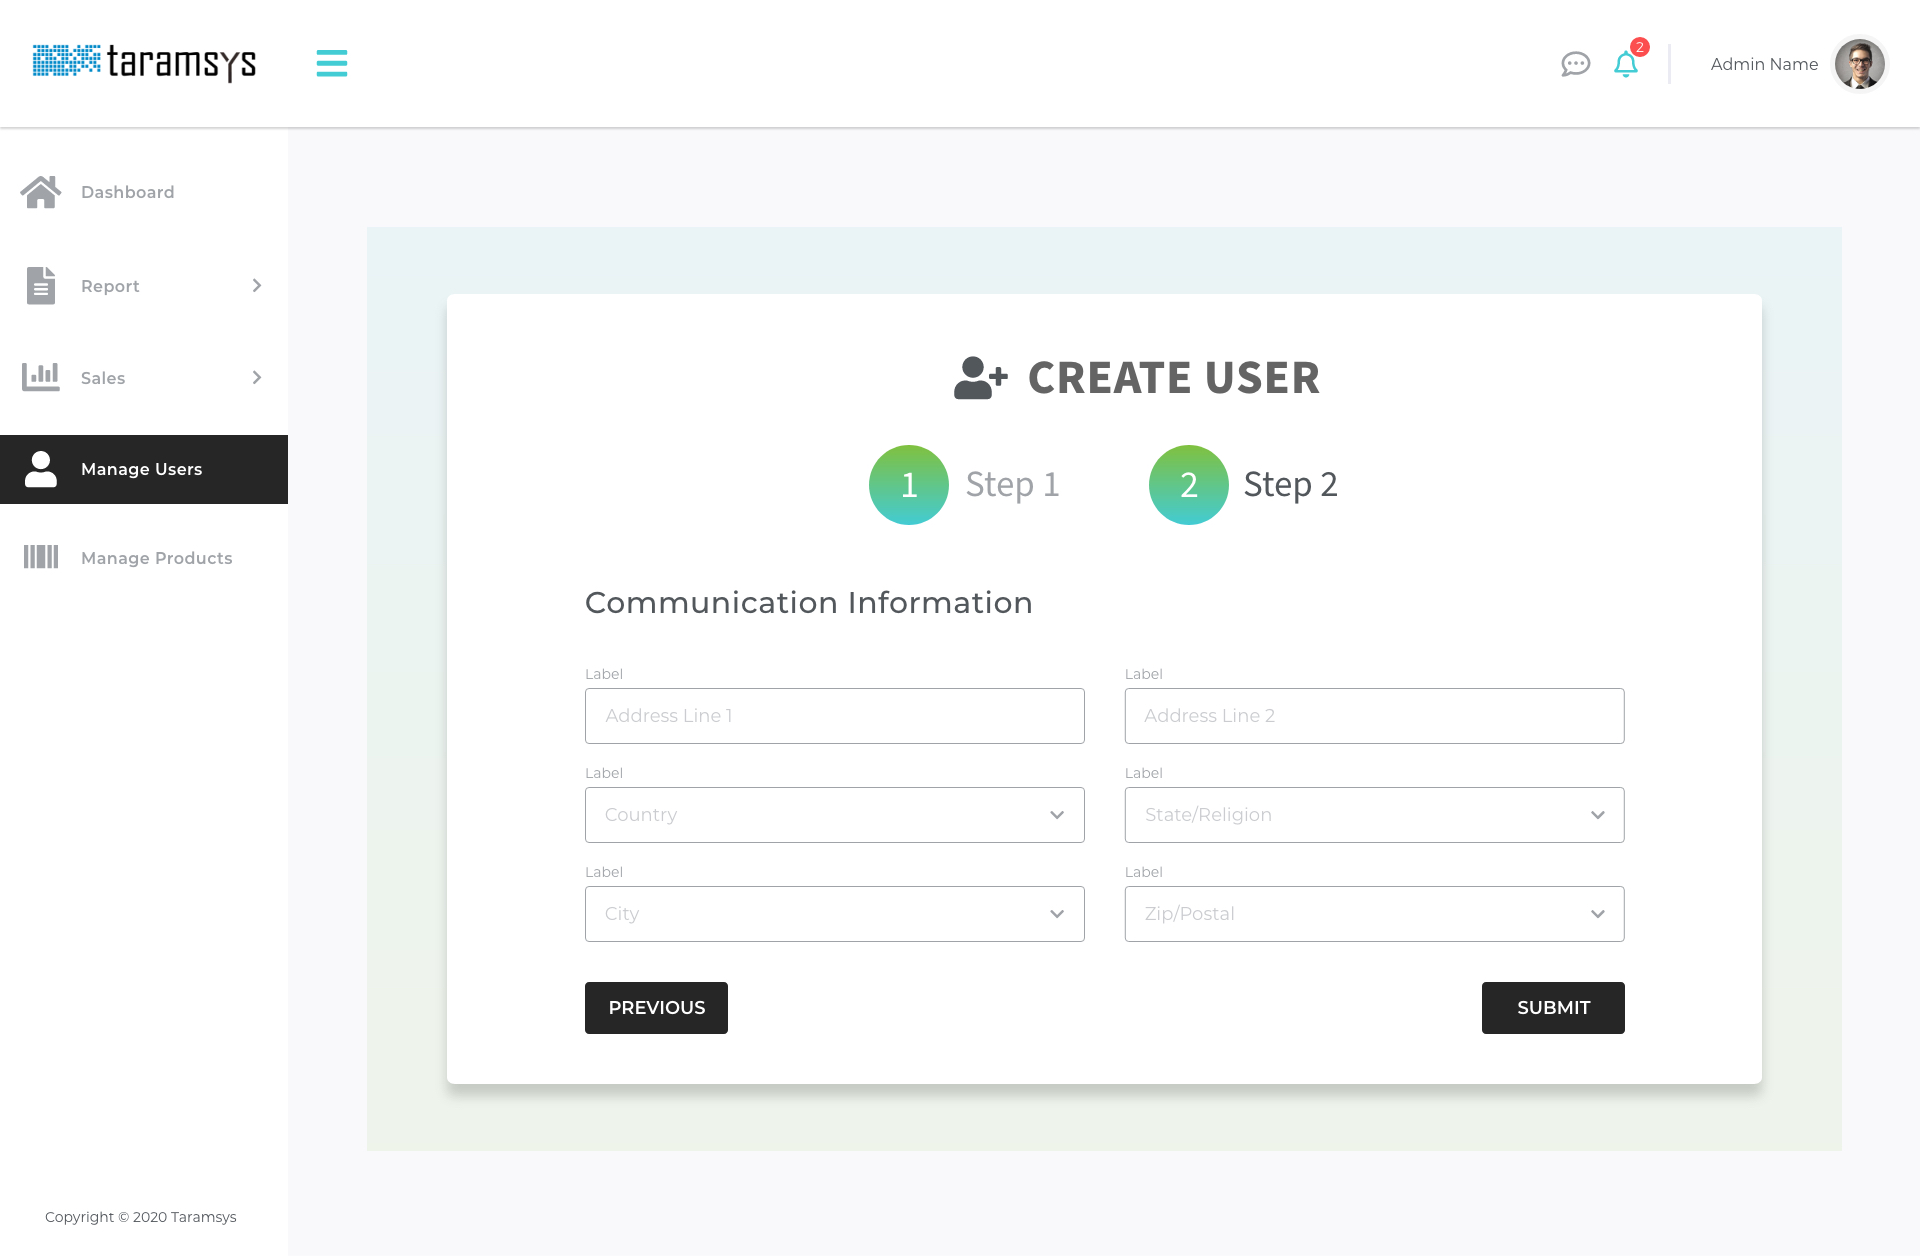 taramsys
2
Admin Name
Dashboard
Report
Sales
Manage Users
Manage Products
Copyright © 2020 Taramsys
CREATE USER
1 Step 1
2 Step 2
Communication Information
Label
Address Line 1
Label
Address Line 2
Label
Country
Label
State/Religion
Label
City
Label
Zip/Postal
PREVIOUS
SUBMIT